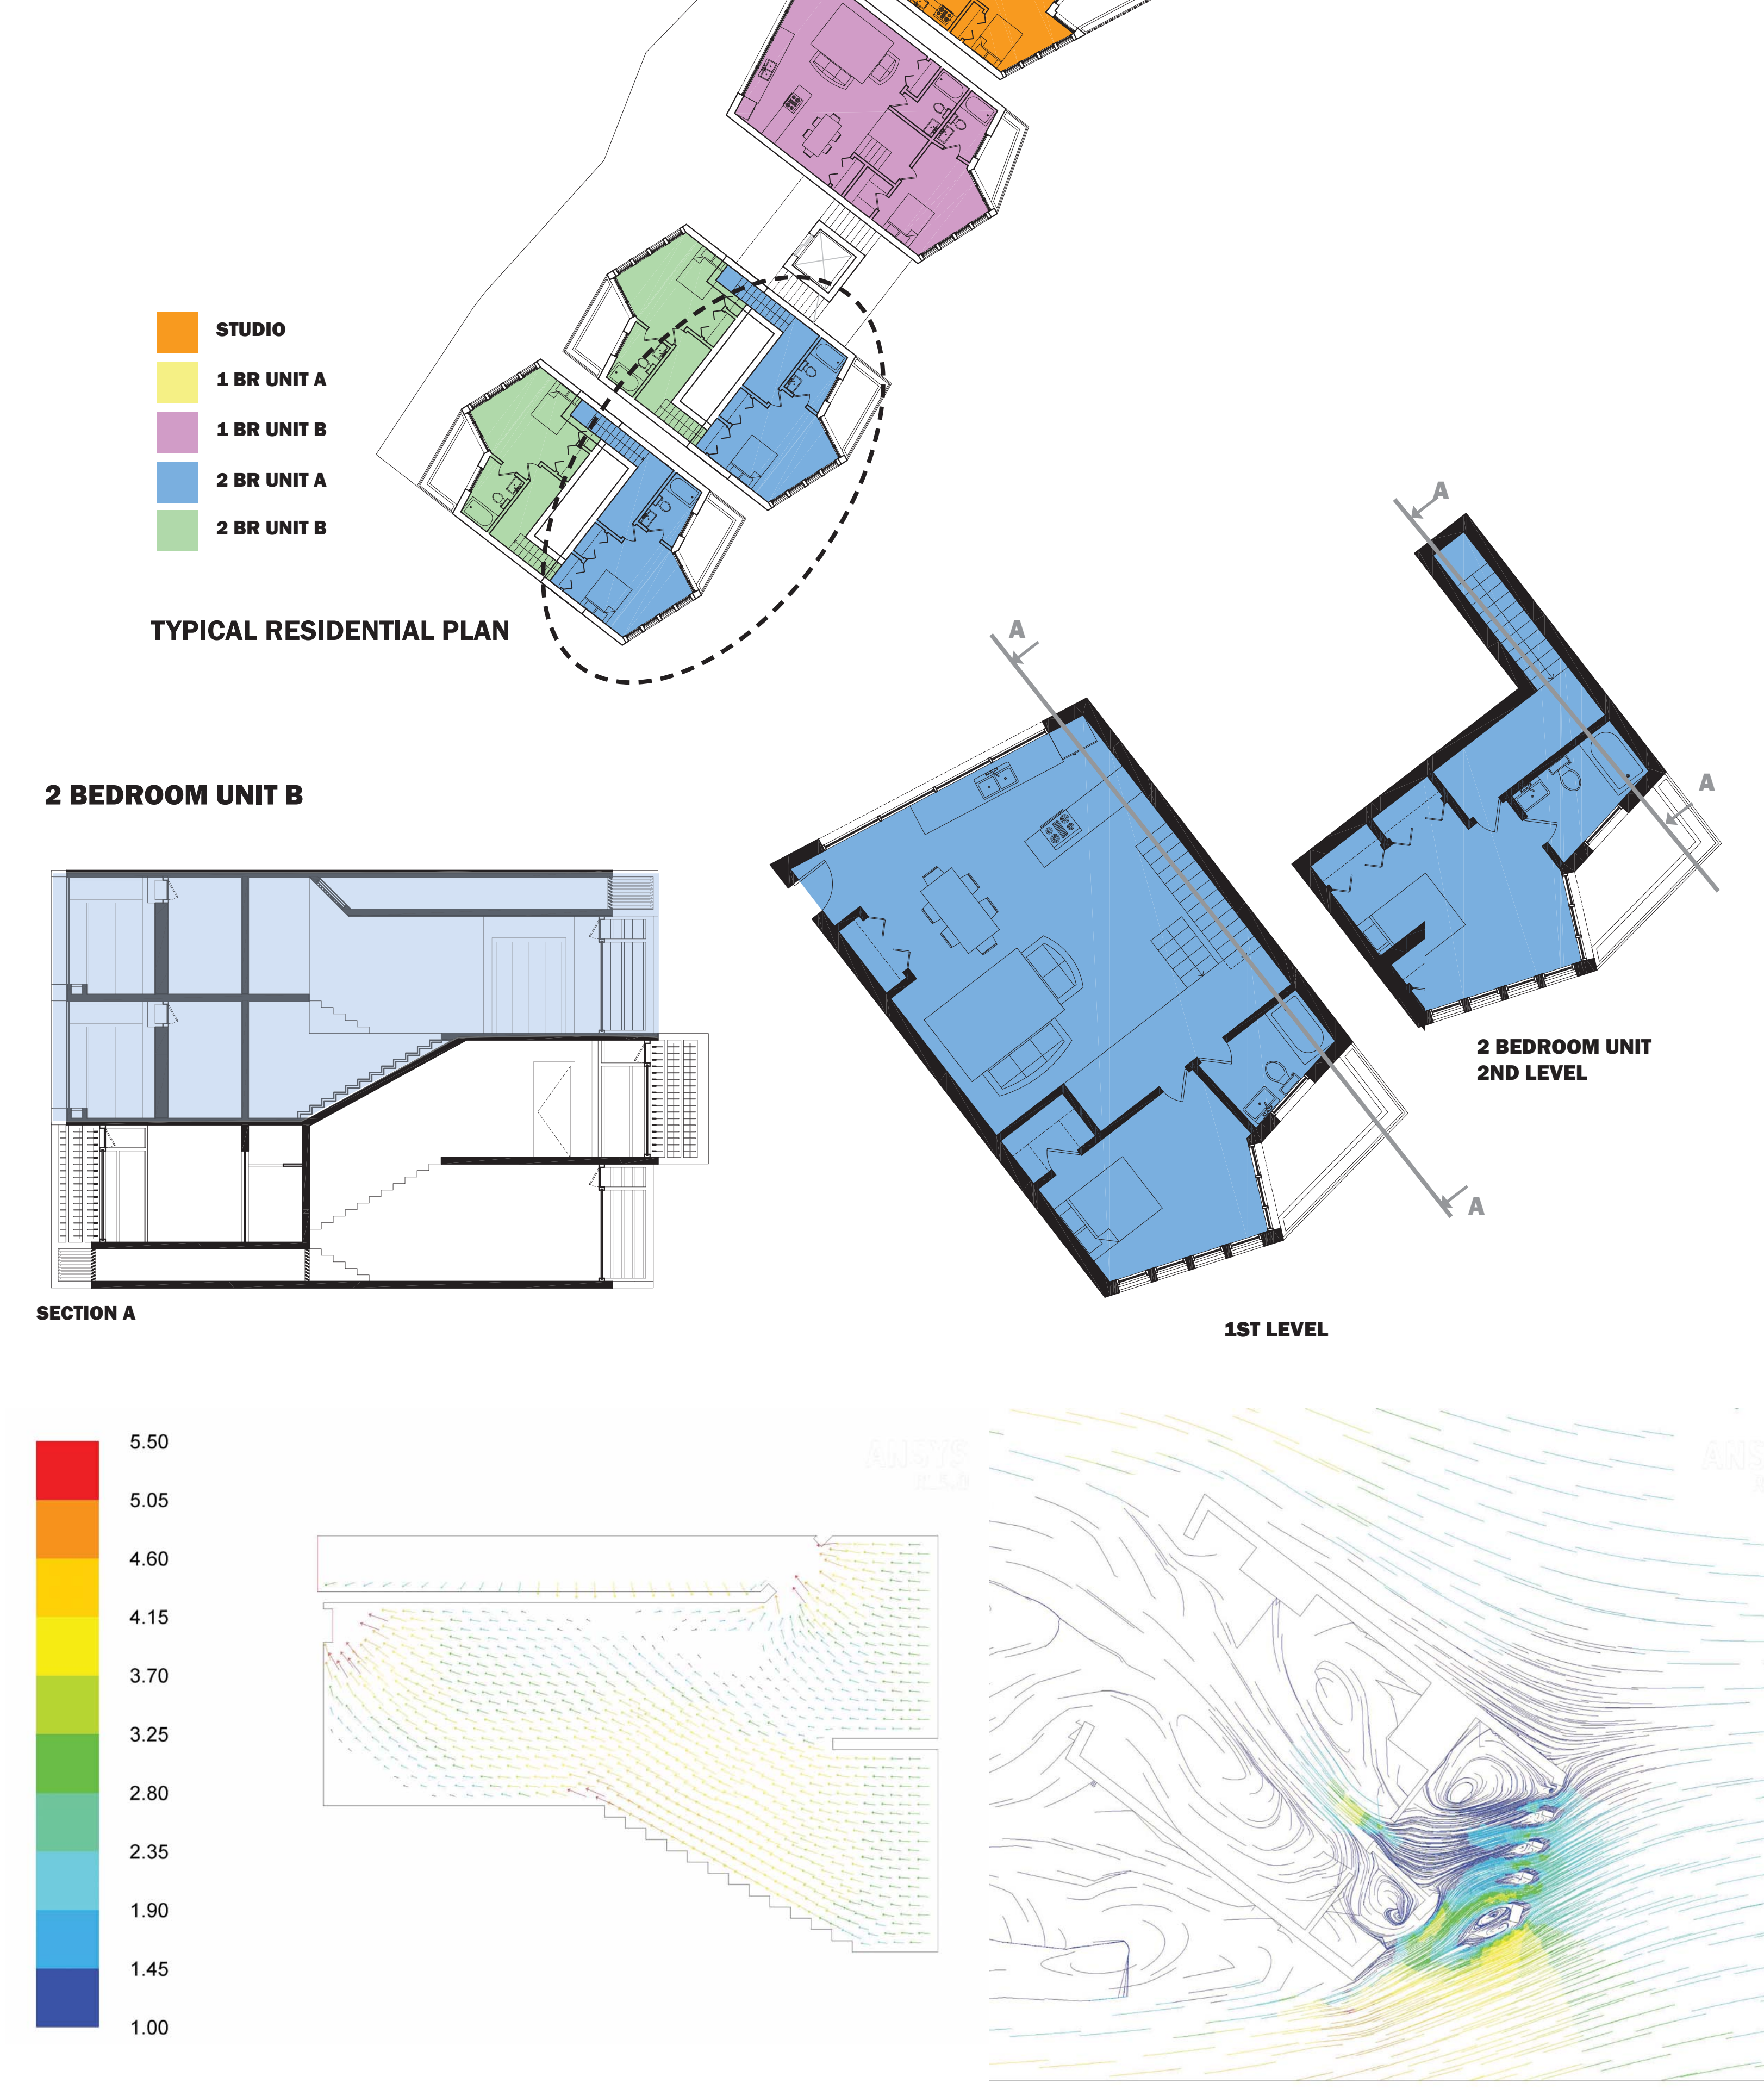 STUDIO
1 BR UNIT A
1 BR UNIT B
2 BR UNIT A
2 BR UNIT B
TYPICAL RESIDENTIAL PLAN
A
A
A
A
2 BEDROOM UNIT B
2 BEDROOM UNIT
2ND LEVEL
SECTION A
1ST LEVEL
5.50
5.05
4.60
4.15
3.70
3.25
2.80
2.35
1.90
1.45
1.00
ANSYS
ANS